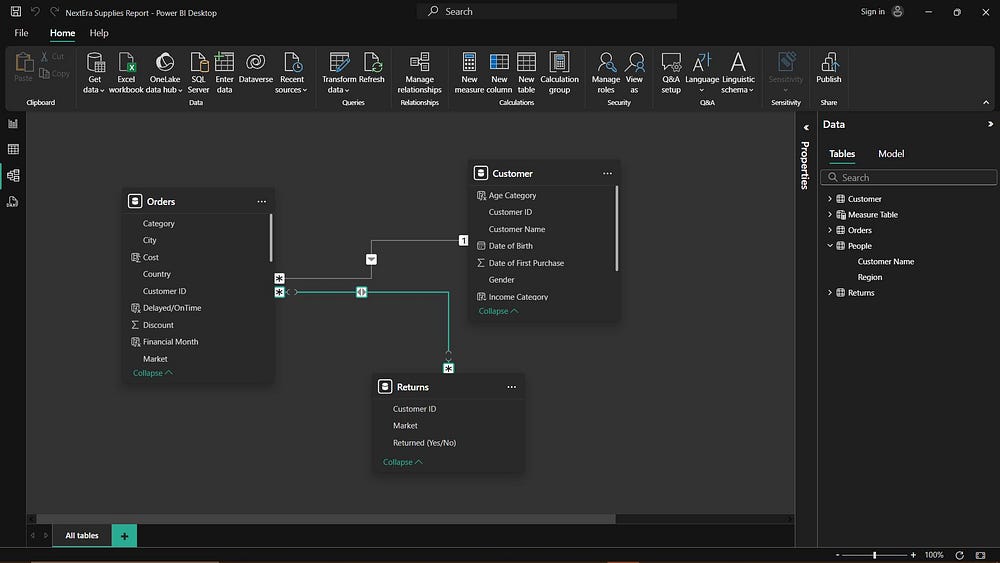 NextEra Supplies Report - Power BI Desktop
Search
Sign in
File Home Help
Paste
Cut
Copy
Clipboard
Get data
Excel workbook
OneLake data hub
SQL Server
Enter data
Dataverse
Recent sources
Data
Transform data
Refresh
Queries
Manage relationships
Relationships
New measure
New column
New table
Calculation group
Calculations
Manage roles
View as
Security
Q&A setup
Language
Linguistic schema
Q&A
Sensitivity
Sensitivity
Publish
Share
Orders
Category
City
Cost
Country
Customer ID
Delayed/OnTime
Discount
Financial Month
Market
Collapse
1
Customer
Age Category
Customer ID
Customer Name
Date of Birth
Date of First Purchase
Gender
Income Category
Collapse
Returns
Customer ID
Market
Returned (Yes/No)
Collapse
Properties
Data
Tables Model
Search
Customer
Measure Table
Orders
People
Customer Name
Region
Returns
All tables
100%